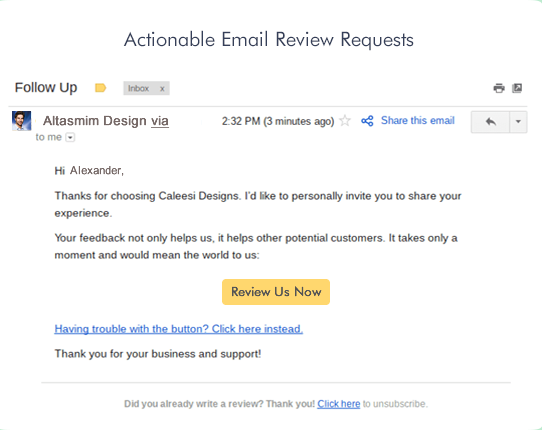 Actionable Email Review Requests
Follow Up Inbox x
Altasmim Design via 2:32 PM (3 minutes ago) Share this email
to me
Hi Alexander,
Thanks for choosing Caleesi Designs. I'd like to personally invite you to share your
experience.
Your feedback not only helps us, it helps other potential customers. It takes only a
moment and would mean the world to us:
Review Us Now
Having trouble with the button? Click here instead.
Thank you for your business and support!
Did you already write a review? Thank you! Click here to unsubscribe.